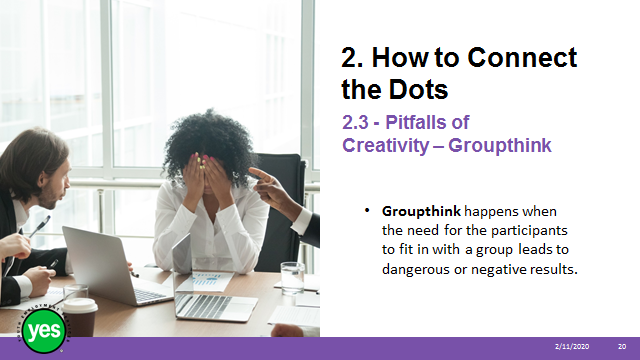 2. How to Connect
the Dots
2.3 - Pitfalls of
Creativity – Groupthink
• Groupthink happens when
the need for the participants
to fit in with a group leads to
dangerous or negative results.
yes
2/11/2020
20